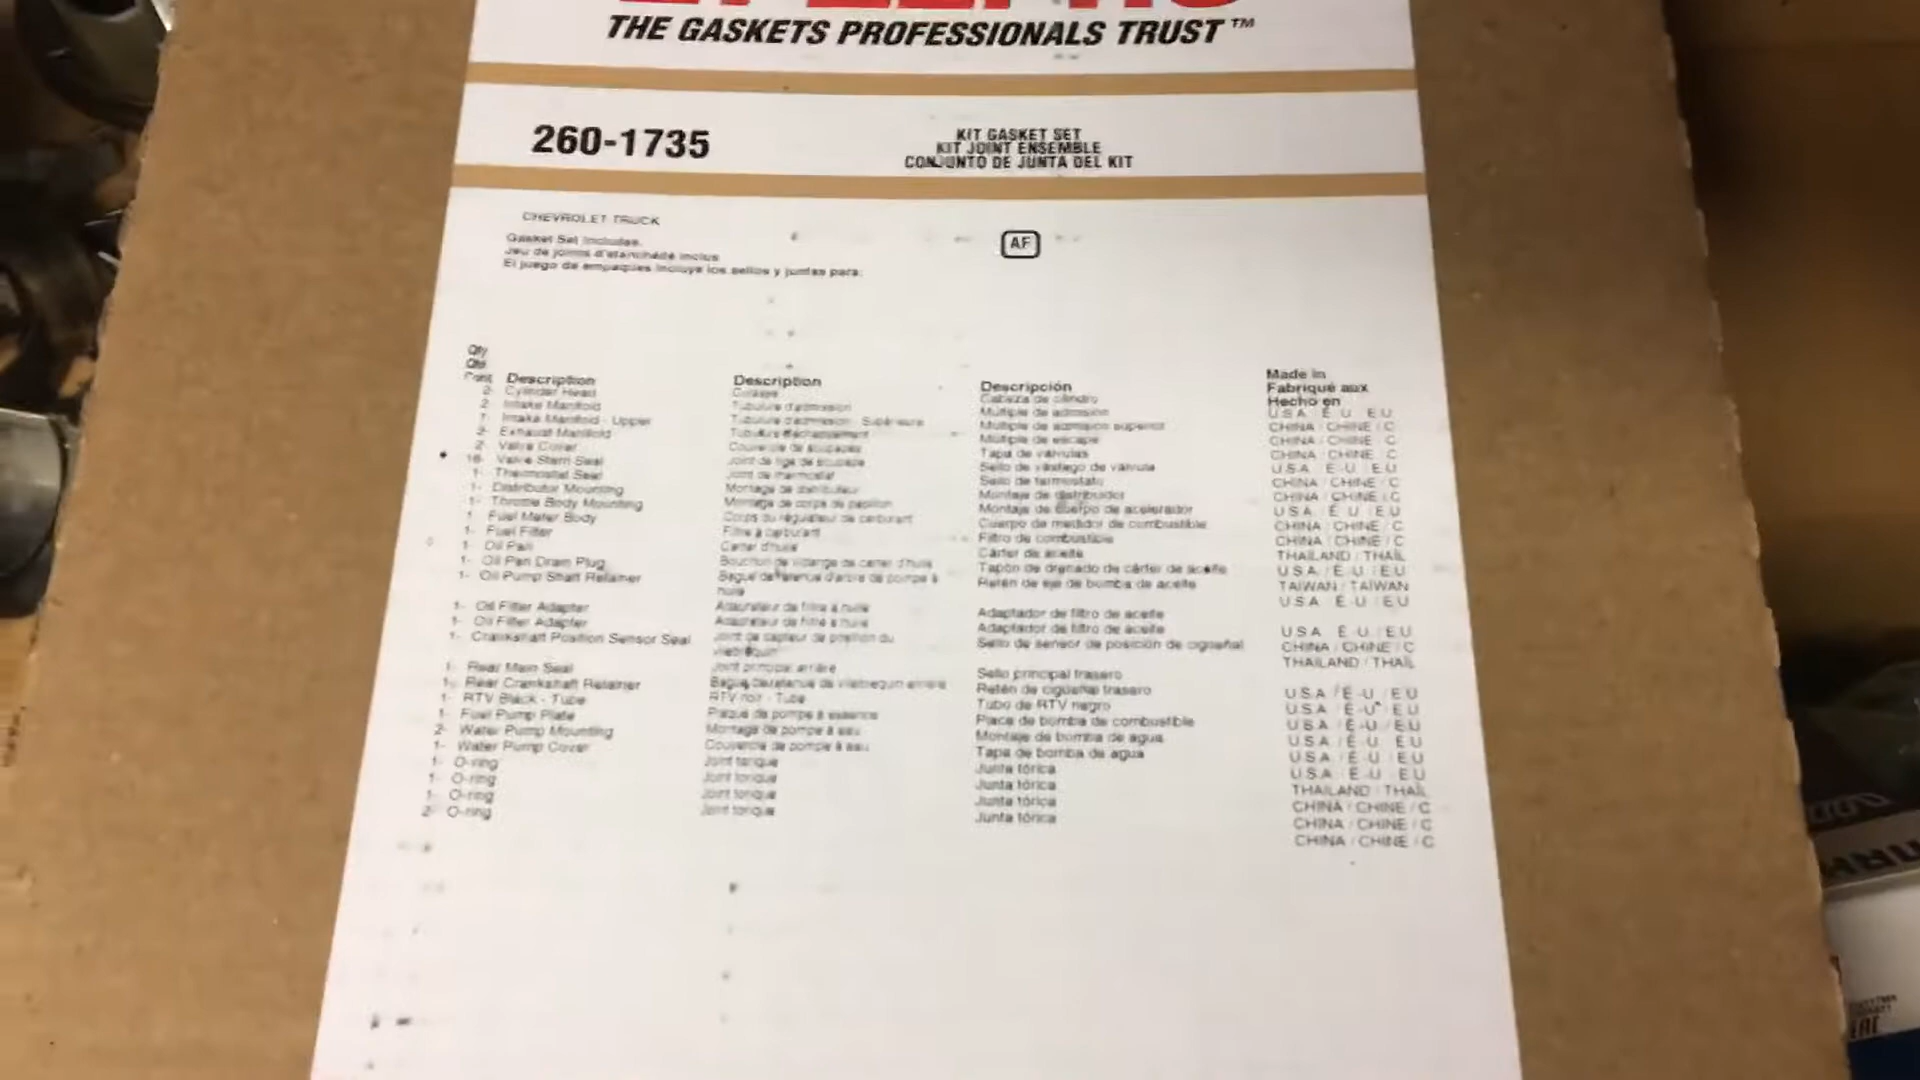 THE GASKETS PROFESSIONALS TRUST™
260-1735
KIT GASKET SET
KIT JOINT ENSEMBLE
CONJUNTO DE JUNTA DEL KIT
CHEVROLET TRUCK
AF
Gasket Set Includes.
Jeu de joints d'étanchéité inclus
El juego de empaques incluye los sellos y juntas para:
Qty
Qté
Cant Description Description Descripción Made in
Fabriqué aux
Hecho en
2- Cylinder Head Culasse Cabeza de cilindro USA E-U EU
2- Intake Manifold Tubulure d'admission Múltiple de admisión CHINA / CHINE / C
1- Intake Manifold - Upper Tubulure d'admission - Supérieure Múltiple de admisión superior CHINA / CHINE / C
2- Exhaust Manifold Tubulure d'échappement Múltiple de escape CHINA / CHINE / C
2- Valve Cover Couvercle de soupapes Tapa de válvulas USA E-U EU
16- Valve Stem Seal Joint de tige de soupape Sello de vástago de válvula CHINA / CHINE / C
1- Thermostat Seal Joint de thermostat Sello de termostato CHINA / CHINE / C
1- Distributor Mounting Montage de distributeur Montaje de distribuidor USA E-U EU
1- Throttle Body Mounting Montage de corps de papillon Montaje de cuerpo de acelerador CHINA / CHINE / C
1- Fuel Meter Body Corps du régulateur de carburant Cuerpo de medidor de combustible CHINA / CHINE / C
1- Fuel Filter Filtre à carburant Filtro de combustible THAILAND / THAÏL
1- Oil Pan Carter d'huile Cárter de aceite USA / E-U / EU
1- Oil Pan Drain Plug Bouchon de vidange de carter d'huile Tapón de drenado de cárter de aceite TAIWAN / TAÏWAN
1- Oil Pump Shaft Retainer Bague de retenue d'arbre de pompe à Retén de eje de bomba de aceite USA E-U / EU
huile
1- Oil Filter Adapter Adaptateur de filtre à huile Adaptador de filtro de aceite USA E-U / EU
1- Oil Filter Adapter Adaptateur de filtre à huile Adaptador de filtro de aceite CHINA / CHINE / C
1- Crankshaft Position Sensor Seal Joint de capteur de position du Sello de sensor de posición de cigüeñal THAILAND / THAÏL
vilebrequin
1- Rear Main Seal Joint principal arrière Sello principal trasero USA / E-U / EU
1- Rear Crankshaft Retainer Bague de retenue de vilebrequin arrière Retén de cigüeñal trasero USA / E-U / EU
1- RTV Black - Tube RTV noir - Tube Tubo de RTV negro USA / E-U / EU
1- Fuel Pump Plate Plaque de pompe à essence Placa de bomba de combustible USA / E-U EU
2- Water Pump Mounting Montage de pompe à eau Montaje de bomba de agua USA / E-U / EU
1- Water Pump Cover Couvercle de pompe à eau Tapa de bomba de agua USA E-U EU
1- O-ring Joint torique Junta tórica THAILAND / THAÏL
1- O-ring Joint torique Junta tórica CHINA / CHINE / C
1- O-ring Joint torique Junta tórica CHINA / CHINE / C
2- O-ring Joint torique Junta tórica CHINA / CHINE / C
EAC